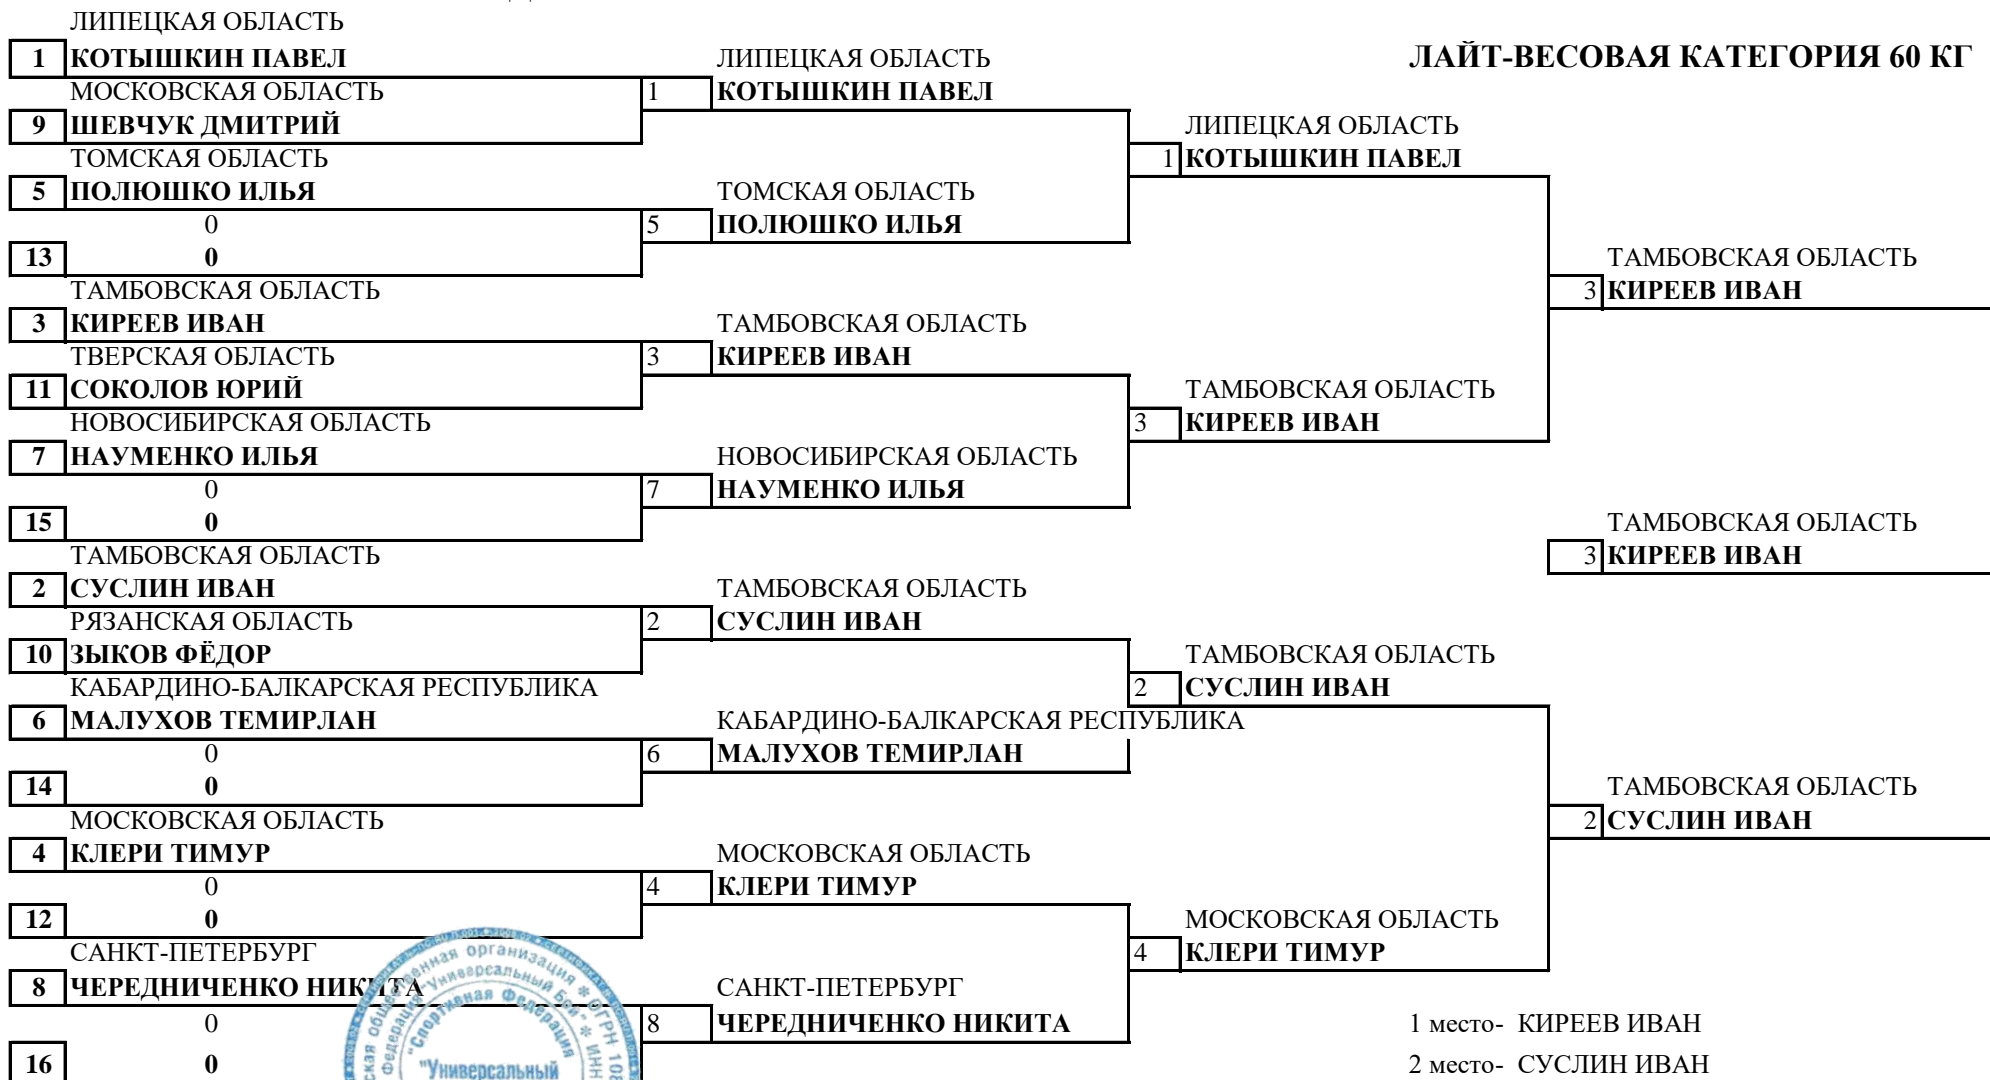 ЛИПЕЦКАЯ ОБЛАСТЬ
1 КОТЫШКИН ПАВЕЛ ЛИПЕЦКАЯ ОБЛАСТЬ ЛАЙТ-ВЕСОВАЯ КАТЕГОРИЯ 60 КГ
МОСКОВСКАЯ ОБЛАСТЬ 1 КОТЫШКИН ПАВЕЛ
9 ШЕВЧУК ДМИТРИЙ ЛИПЕЦКАЯ ОБЛАСТЬ
ТОМСКАЯ ОБЛАСТЬ 1 КОТЫШКИН ПАВЕЛ
5 ПОЛЮШКО ИЛЬЯ ТОМСКАЯ ОБЛАСТЬ
0 5 ПОЛЮШКО ИЛЬЯ
13 0 ТАМБОВСКАЯ ОБЛАСТЬ
ТАМБОВСКАЯ ОБЛАСТЬ 3 КИРЕЕВ ИВАН
3 КИРЕЕВ ИВАН ТАМБОВСКАЯ ОБЛАСТЬ
ТВЕРСКАЯ ОБЛАСТЬ 3 КИРЕЕВ ИВАН
11 СОКОЛОВ ЮРИЙ ТАМБОВСКАЯ ОБЛАСТЬ
НОВОСИБИРСКАЯ ОБЛАСТЬ 3 КИРЕЕВ ИВАН
7 НАУМЕНКО ИЛЬЯ НОВОСИБИРСКАЯ ОБЛАСТЬ
0 7 НАУМЕНКО ИЛЬЯ
15 0 ТАМБОВСКАЯ ОБЛАСТЬ
ТАМБОВСКАЯ ОБЛАСТЬ 3 КИРЕЕВ ИВАН
2 СУСЛИН ИВАН ТАМБОВСКАЯ ОБЛАСТЬ
РЯЗАНСКАЯ ОБЛАСТЬ 2 СУСЛИН ИВАН
10 ЗЫКОВ ФЁДОР ТАМБОВСКАЯ ОБЛАСТЬ
КАБАРДИНО-БАЛКАРСКАЯ РЕСПУБЛИКА 2 СУСЛИН ИВАН
6 МАЛУХОВ ТЕМИРЛАН КАБАРДИНО-БАЛКАРСКАЯ РЕСПУБЛИКА
0 6 МАЛУХОВ ТЕМИРЛАН
14 0 ТАМБОВСКАЯ ОБЛАСТЬ
МОСКОВСКАЯ ОБЛАСТЬ 2 СУСЛИН ИВАН
4 КЛЕРИ ТИМУР МОСКОВСКАЯ ОБЛАСТЬ
0 4 КЛЕРИ ТИМУР
12 0 МОСКОВСКАЯ ОБЛАСТЬ
САНКТ-ПЕТЕРБУРГ 4 КЛЕРИ ТИМУР
8 ЧЕРЕДНИЧЕНКО НИКИТА САНКТ-ПЕТЕРБУРГ
0 8 ЧЕРЕДНИЧЕНКО НИКИТА 1 место- КИРЕЕВ ИВАН
16 0 2 место- СУСЛИН ИВАН
организация * ОГРН
"Универсальный Бой" * ИНН
"Спортивная Федерация
"Универсальный